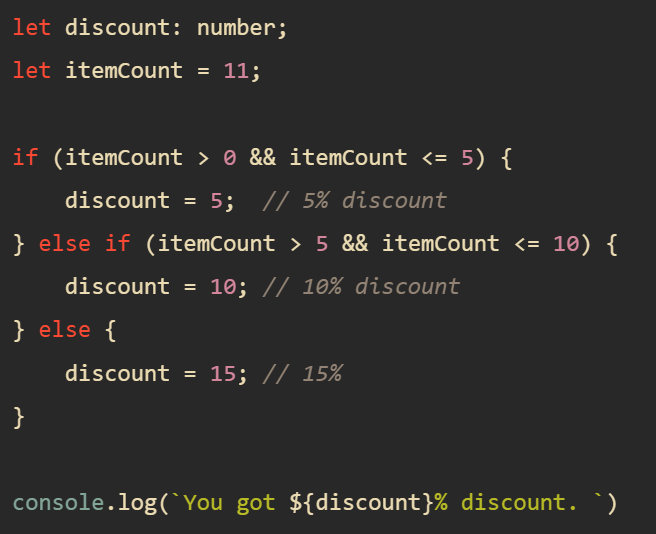 let discount: number;
let itemCount = 11;
if (itemCount > 0 && itemCount <= 5) {
    discount = 5;  // 5% discount
} else if (itemCount > 5 && itemCount <= 10) {
    discount = 10; // 10% discount
} else {
    discount = 15; // 15%
}
console.log(`You got ${discount}% discount. `)